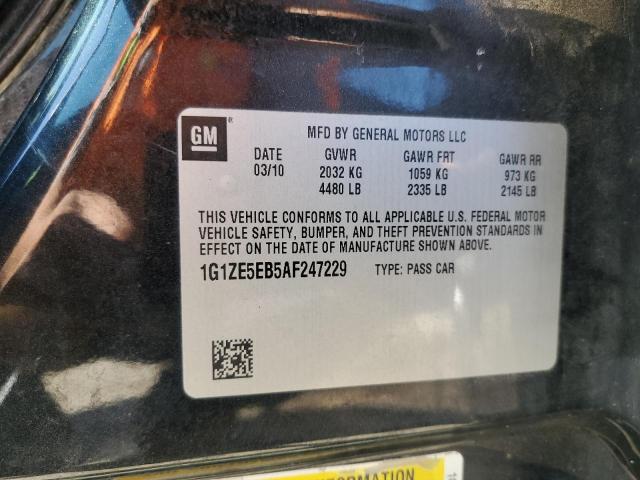 GM ®
MFD BY GENERAL MOTORS LLC
DATE GVWR GAWR FRT GAWR RR
03/10 2032 KG 1059 KG 973 KG
4480 LB 2335 LB 2145 LB
THIS VEHICLE CONFORMS TO ALL APPLICABLE U.S. FEDERAL MOTOR
VEHICLE SAFETY, BUMPER, AND THEFT PREVENTION STANDARDS IN
EFFECT ON THE DATE OF MANUFACTURE SHOWN ABOVE.
1G1ZE5EB5AF247229 TYPE: PASS CAR